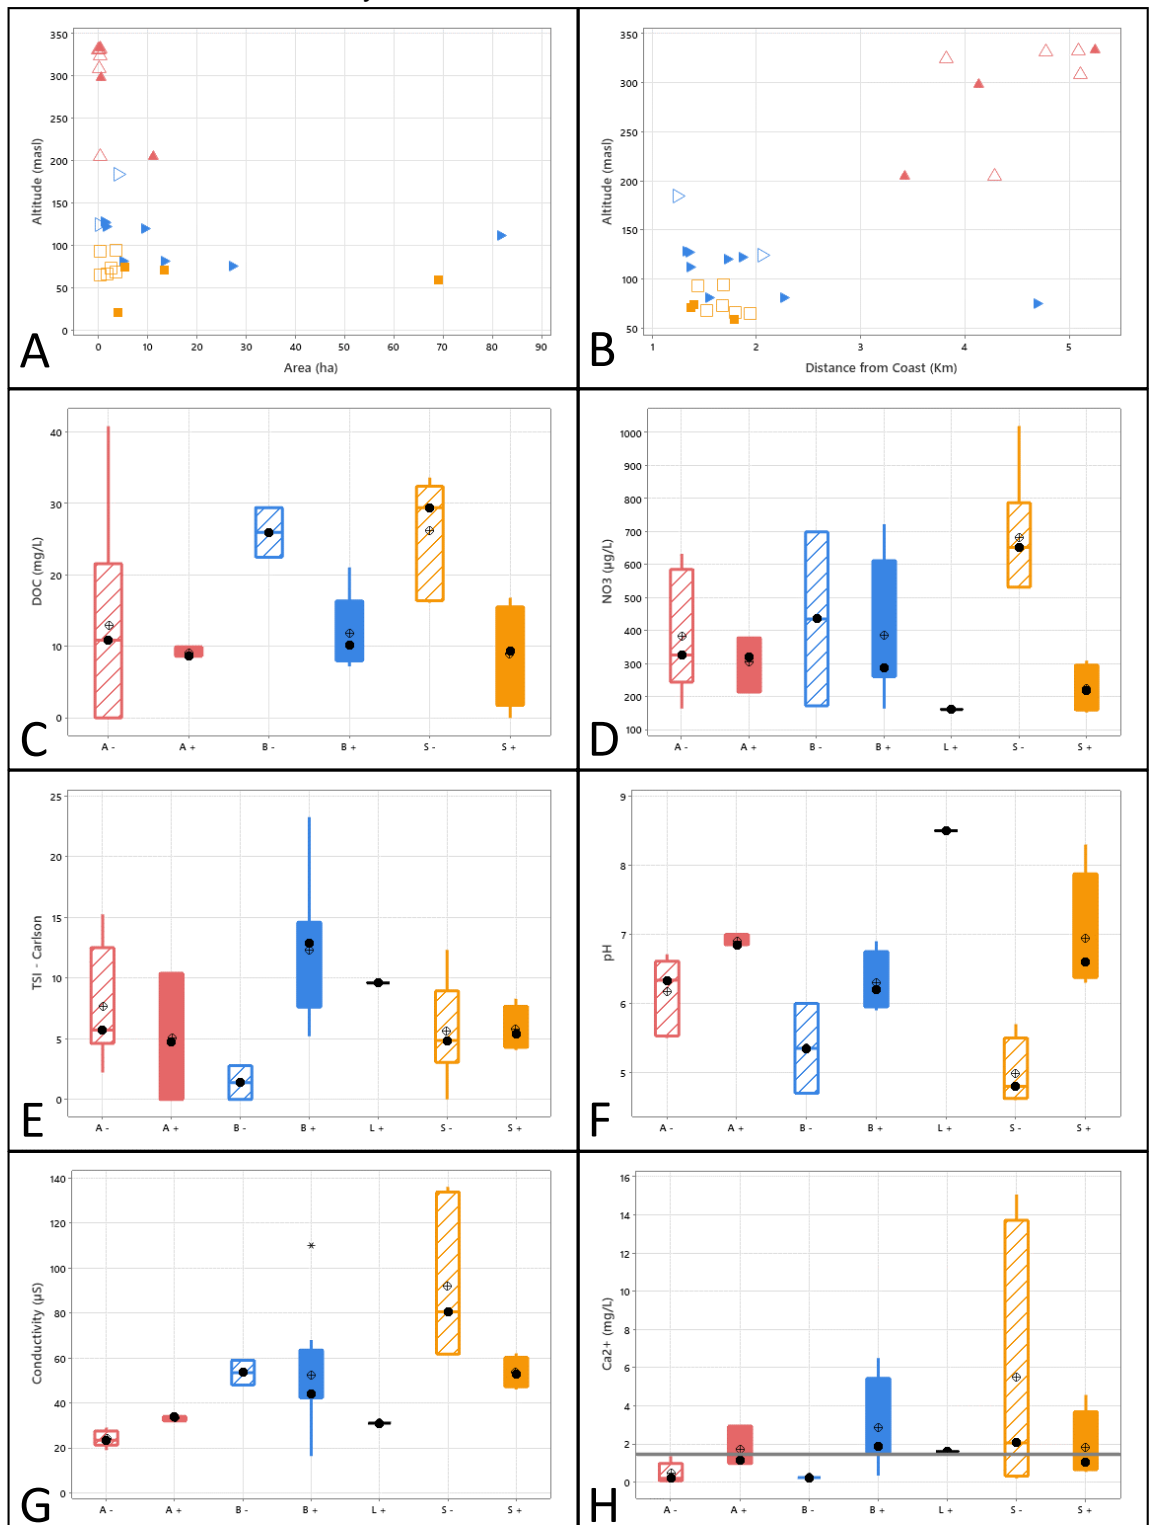 350
300
250
200
150
100
50
0
Altitude (masl)
0 10 20 30 40 50 60 70 80 90
Area (ha)
A
350
300
250
200
150
100
50
Altitude (masl)
1 2 3 4 5
Distance from Coast (Km)
B
40
30
20
10
0
DOC (mg/L)
A - A + B - B + S - S +
C
1000
900
800
700
600
500
400
300
200
100
NO3 (µg/L)
A - A + B - B + L + S - S +
D
25
20
15
10
5
0
TSI - Carlson
A - A + B - B + L + S - S +
E
9
8
7
6
5
pH
A - A + B - B + L + S - S +
F
140
120
100
80
60
40
20
0
Conductivity (µS)
A - A + B - B + L + S - S +
G
16
14
12
10
8
6
4
2
0
Ca2+ (mg/L)
A - A + B - B + L + S - S +
H